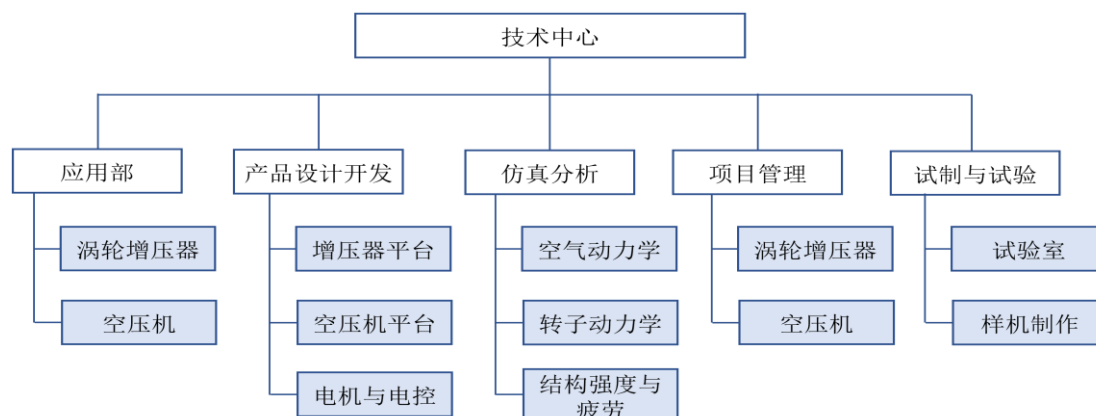 技术中心
应用部
产品设计开发
仿真分析
项目管理
试制与试验
涡轮增压器
增压器平台
空气动力学
涡轮增压器
试验室
空压机
空压机平台
转子动力学
空压机
样机制作
电机与电控
结构强度与
疲劳